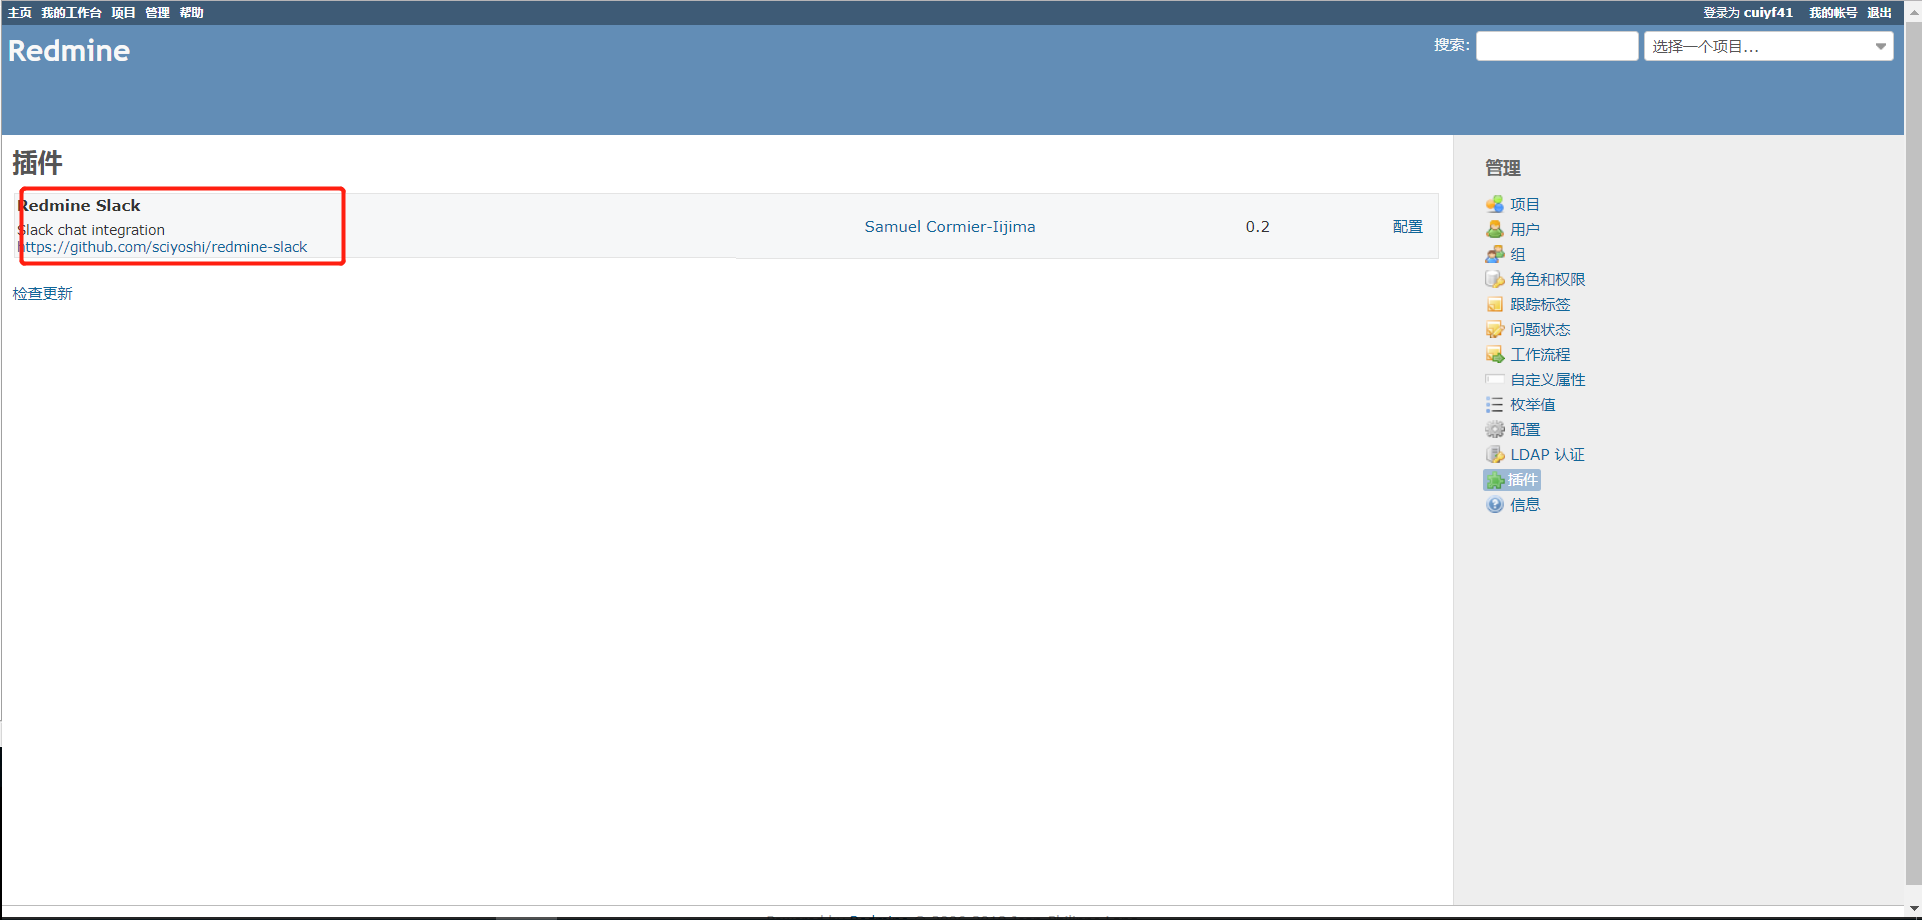 主页 我的工作台 项目 管理 帮助 登录为 cuiyf41 我的帐号 退出
Redmine 搜索: 选择一个项目...
插件
Redmine Slack
Slack chat integration
https://github.com/sciyoshi/redmine-slack
Samuel Cormier-Iijima 0.2 配置
检查更新
管理
项目
用户
组
角色和权限
跟踪标签
问题状态
工作流程
自定义属性
枚举值
配置
LDAP 认证
插件
信息